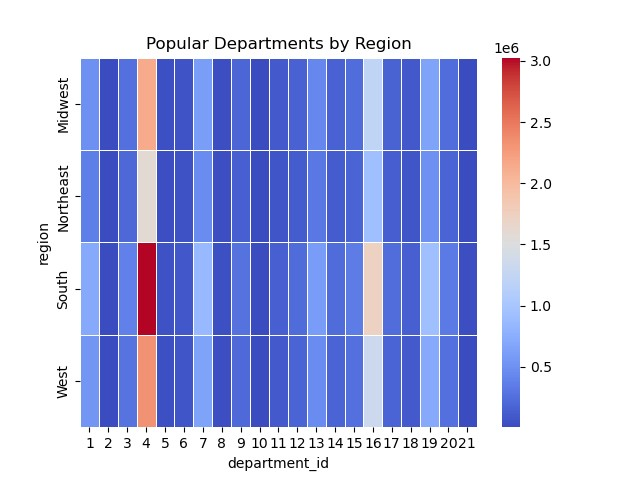 Popular Departments by Region
1e6
3.0
2.5
2.0
1.5
1.0
0.5
region
Midwest
Northeast
South
West
1 2 3 4 5 6 7 8 9 10 11 12 13 14 15 16 17 18 19 20 21
department_id